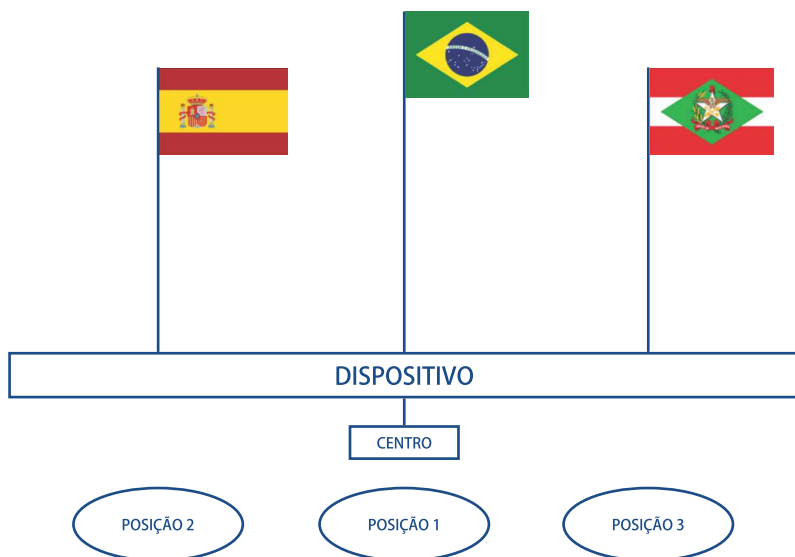 DISPOSITIVO
CENTRO
POSIÇÃO 2
POSIÇÃO 1
POSIÇÃO 3